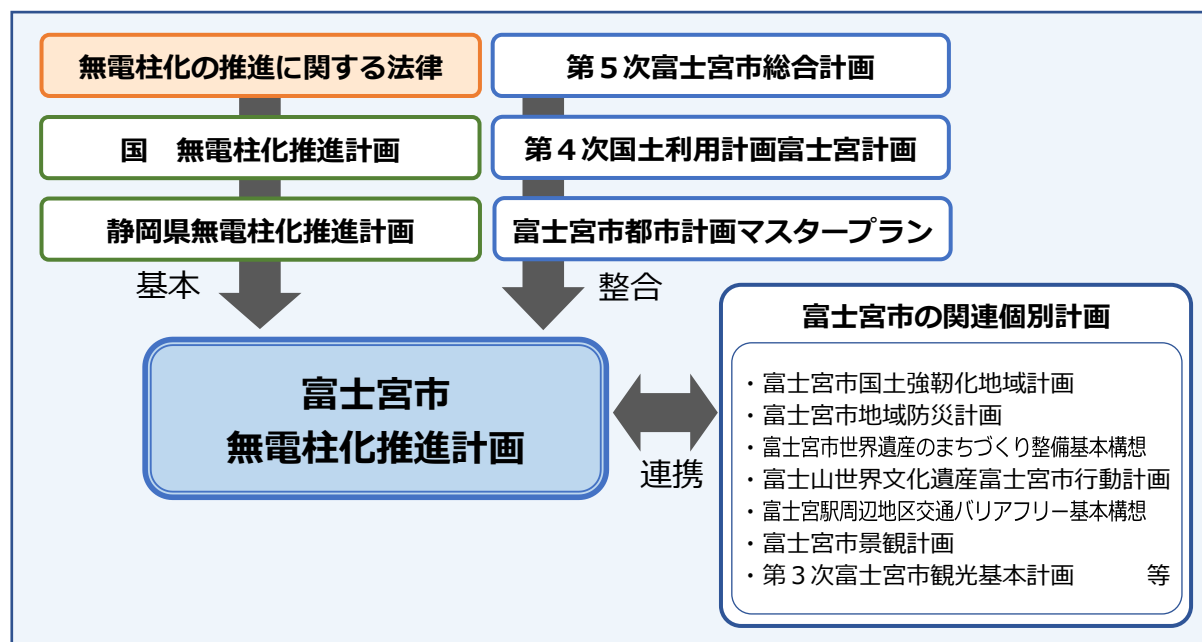 無電柱化の推進に関する法律
国　無電柱化推進計画
静岡県無電柱化推進計画
基本
第５次富士宮市総合計画
第４次国土利用計画富士宮計画
富士宮市都市計画マスタープラン
整合
富士宮市
無電柱化推進計画
連携
富士宮市の関連個別計画
・富士宮市国土強靭化地域計画
・富士宮市地域防災計画
・富士宮市世界遺産のまちづくり整備基本構想
・富士山世界文化遺産富士宮市行動計画
・富士宮駅周辺地区交通バリアフリー基本構想
・富士宮市景観計画
・第３次富士宮市観光基本計画　　　等